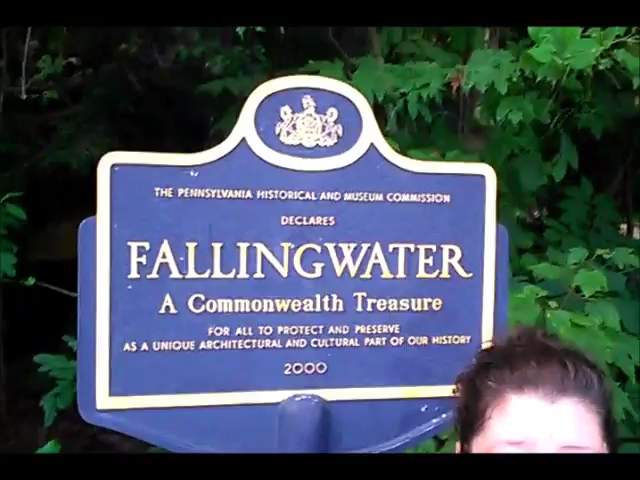 THE PENNSYLVANIA HISTORICAL AND MUSEUM COMMISSION
DECLARES
FALLINGWATER
A Commonwealth Treasure
FOR ALL TO PROTECT AND PRESERVE
AS A UNIQUE ARCHITECTURAL AND CULTURAL PART OF OUR HISTORY
2000